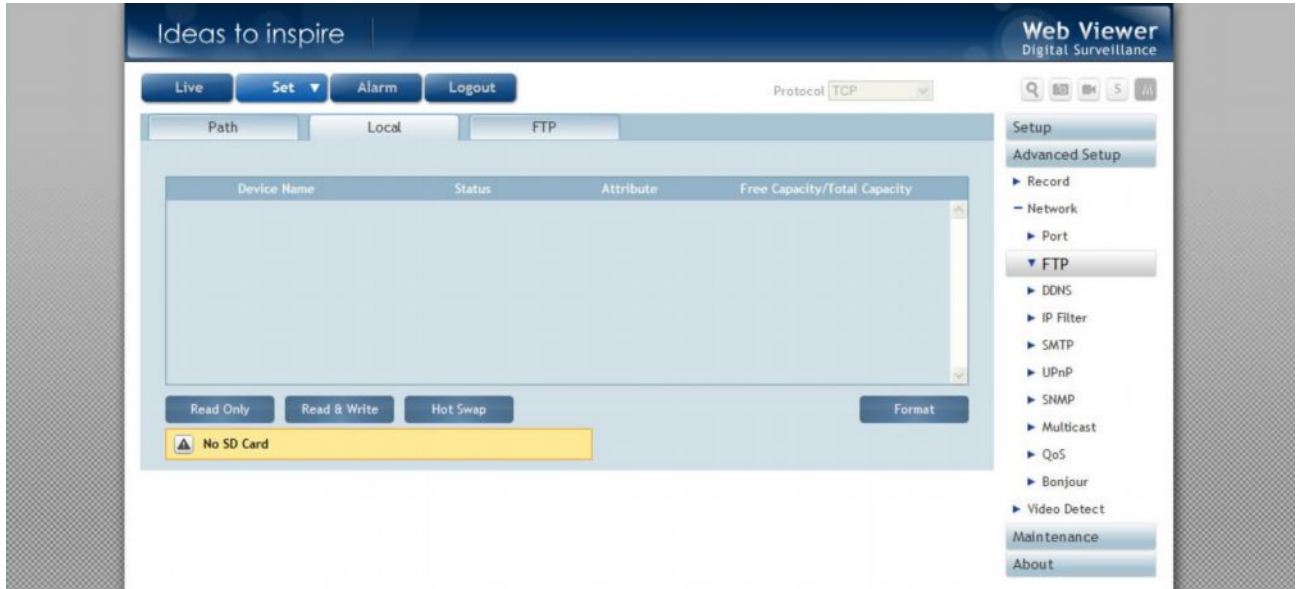 Ideas to inspire
Web Viewer
Digital Surveillance
Live
Set
Alarm
Logout
Protocol TCP
S
M
Path
Local
FTP
Device Name
Status
Attribute
Free Capacity/Total Capacity
Read Only
Read & Write
Hot Swap
Format
No SD Card
Setup
Advanced Setup
Record
Network
Port
FTP
DDNS
IP Filter
SMTP
UPnP
SNMP
Multicast
QoS
Bonjour
Video Detect
Maintenance
About